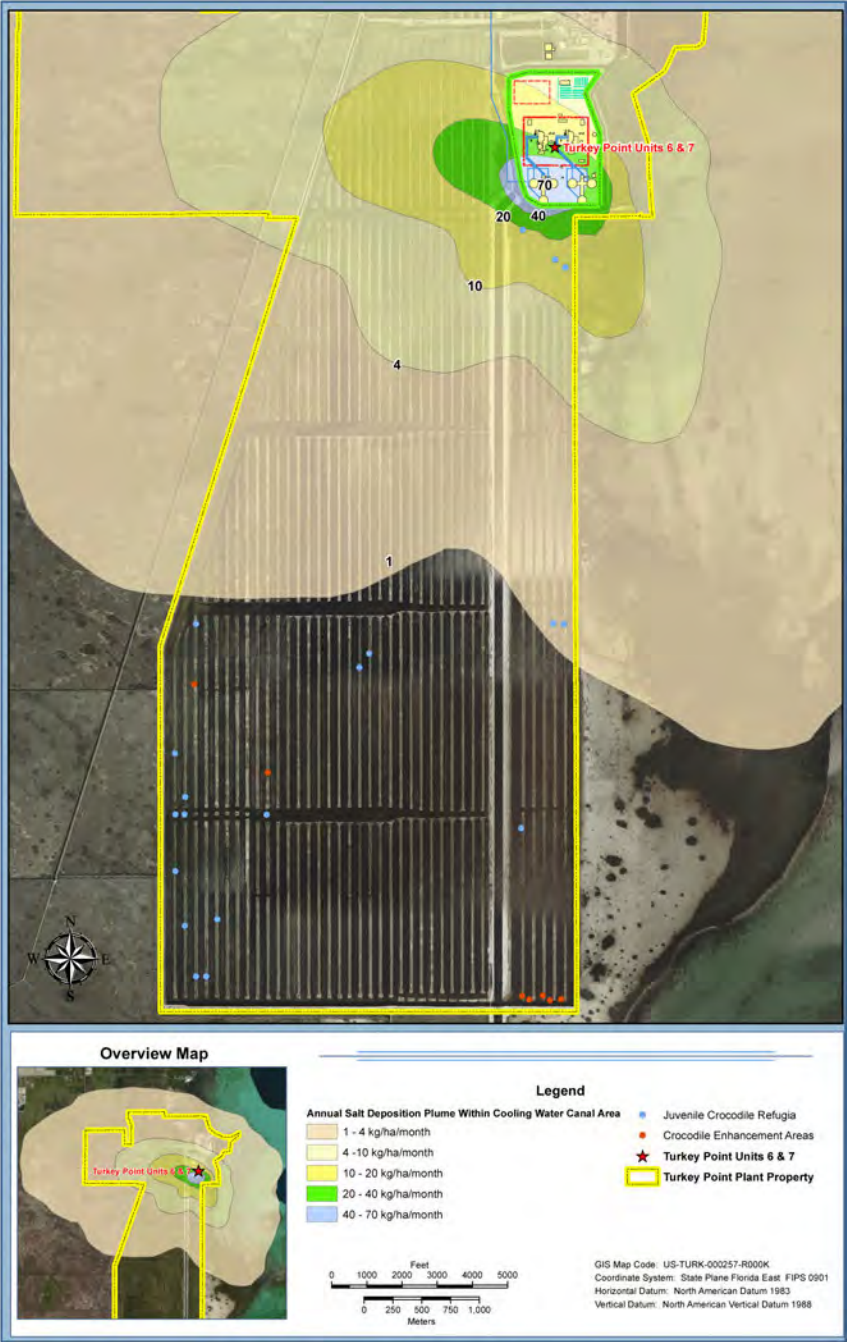 Turkey Point Units 6 & 7
70
20
40
10
4
1
N
W
E
S
Overview Map
Turkey Point Units 6 & 7
Legend
Annual Salt Deposition Plume Within Cooling Water Canal Area
1 - 4 kg/ha/month
4 -10 kg/ha/month
10 - 20 kg/ha/month
20 - 40 kg/ha/month
40 - 70 kg/ha/month
Juvenile Crocodile Refugia
Crocodile Enhancement Areas
Turkey Point Units 6 & 7
Turkey Point Plant Property
Feet
0 1000 2000 3000 4000 5000
0 250 500 750 1,000
Meters
GIS Map Code: US-TURK-000257-R000K
Coordinate System: State Plane Florida East FIPS 0901
Horizontal Datum: North American Datum 1983
Vertical Datum: North American Vertical Datum 1988